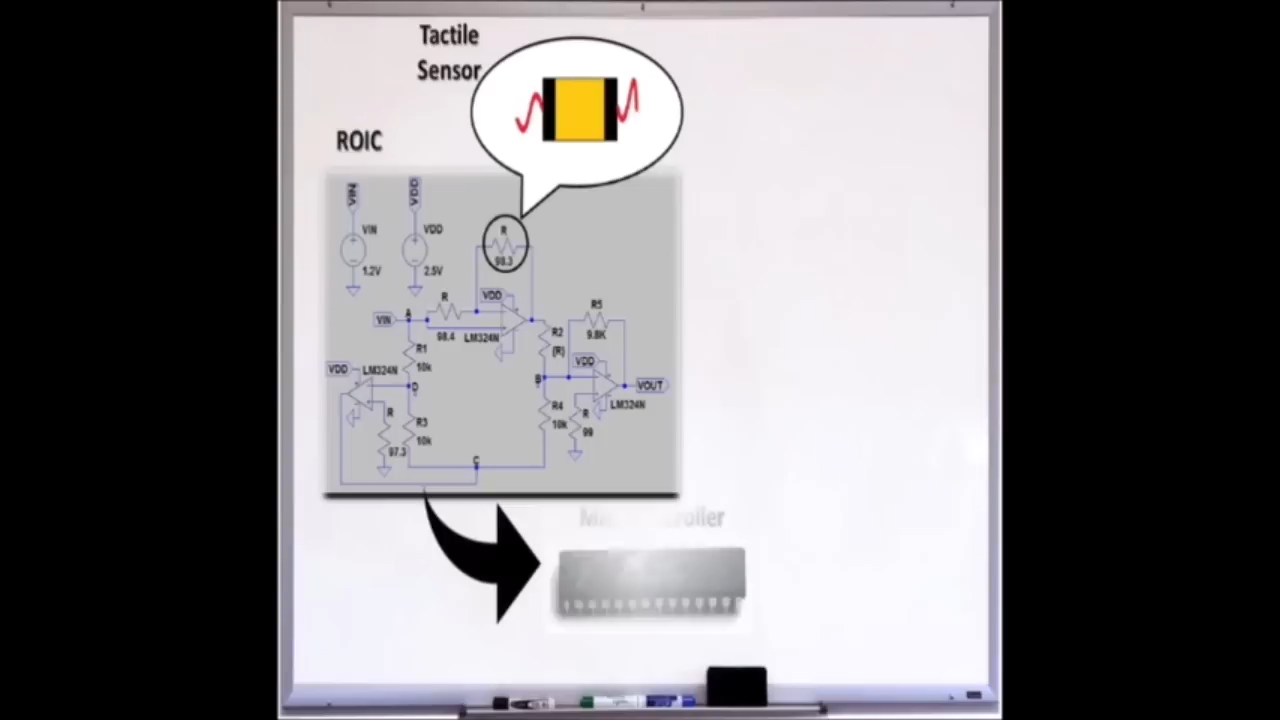 Tactile
Sensor
ROIC
VIN
VDD
VIN
1.2V
VDD
2.5V
R
98.3
R
98.4
VDD
LM324N
VIN
A
R1
10k
VDD
LM324N
D
R
97.3
R3
10k
C
R2
{R}
B
R4
10k
R5
9.8K
VDD
LM324N
R
99
VOUT